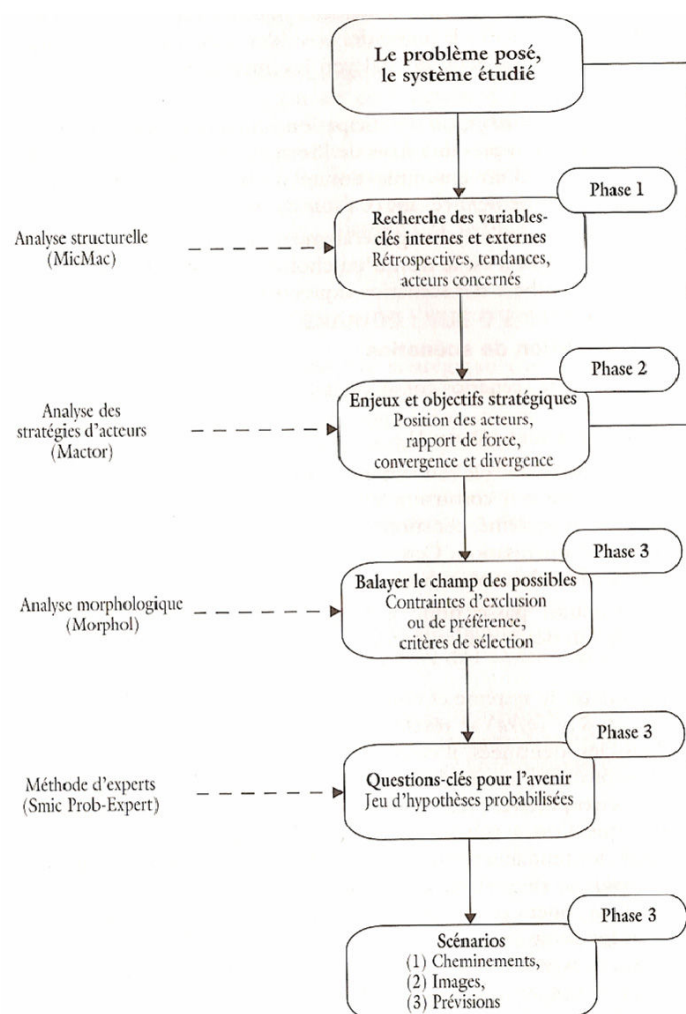 Le problème posé,
le système étudié
Phase 1
Analyse structurelle
(MicMac)
Recherche des variables-
clés internes et externes
Rétrospectives, tendances,
acteurs concernés
Phase 2
Analyse des
stratégies d'acteurs
(Mactor)
Enjeux et objectifs stratégiques
Position des acteurs,
rapport de force,
convergence et divergence
Phase 3
Analyse morphologique
(Morphol)
Balayer le champ des possibles
Contraintes d'exclusion
ou de préférence,
critères de sélection
Phase 3
Méthode d'experts
(Smic Prob-Expert)
Questions-clés pour l'avenir
Jeu d'hypothèses probabilisées
Phase 3
Scénarios
(1) Cheminements,
(2) Images,
(3) Prévisions